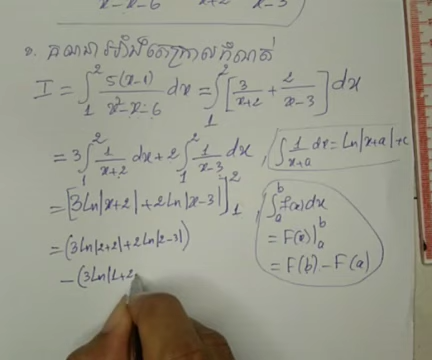 x²-x-6 x+2 x-3
១. គណនាអាំងតេក្រាលកំណត់
I = ∫₁² 5(x-1)/(x²-x-6) dx = ∫₁² [3/(x+2) + 2/(x-3)] dx
= 3∫₁² 1/(x+2) dx + 2∫₁² 1/(x-3) dx, ∫ 1/(x+a) dx = ln|x+a|+c
= [3ln|x+2| + 2ln|x-3|]₁², ∫ₐᵇ f(x)dx
= (3ln|2+2| + 2ln|2-3|) = F(x)|ₐᵇ
- (3ln|1+2 = F(b) - F(a)